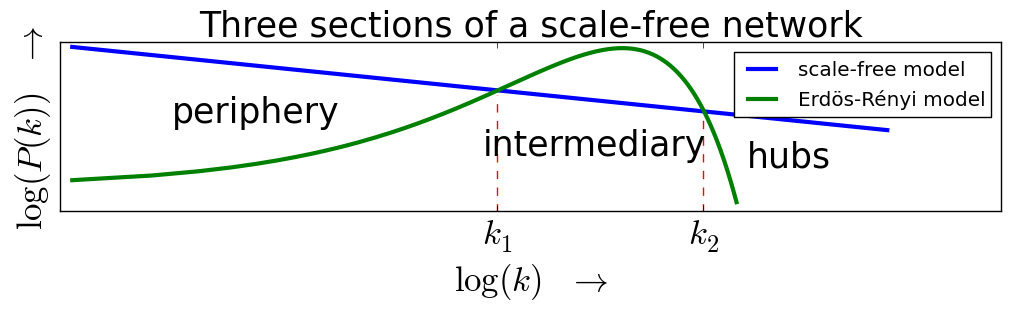 Three sections of a scale-free network
log(P(k)) →
scale-free model
Erdös-Rényi model
periphery
intermediary
hubs
k₁
k₂
log(k) →